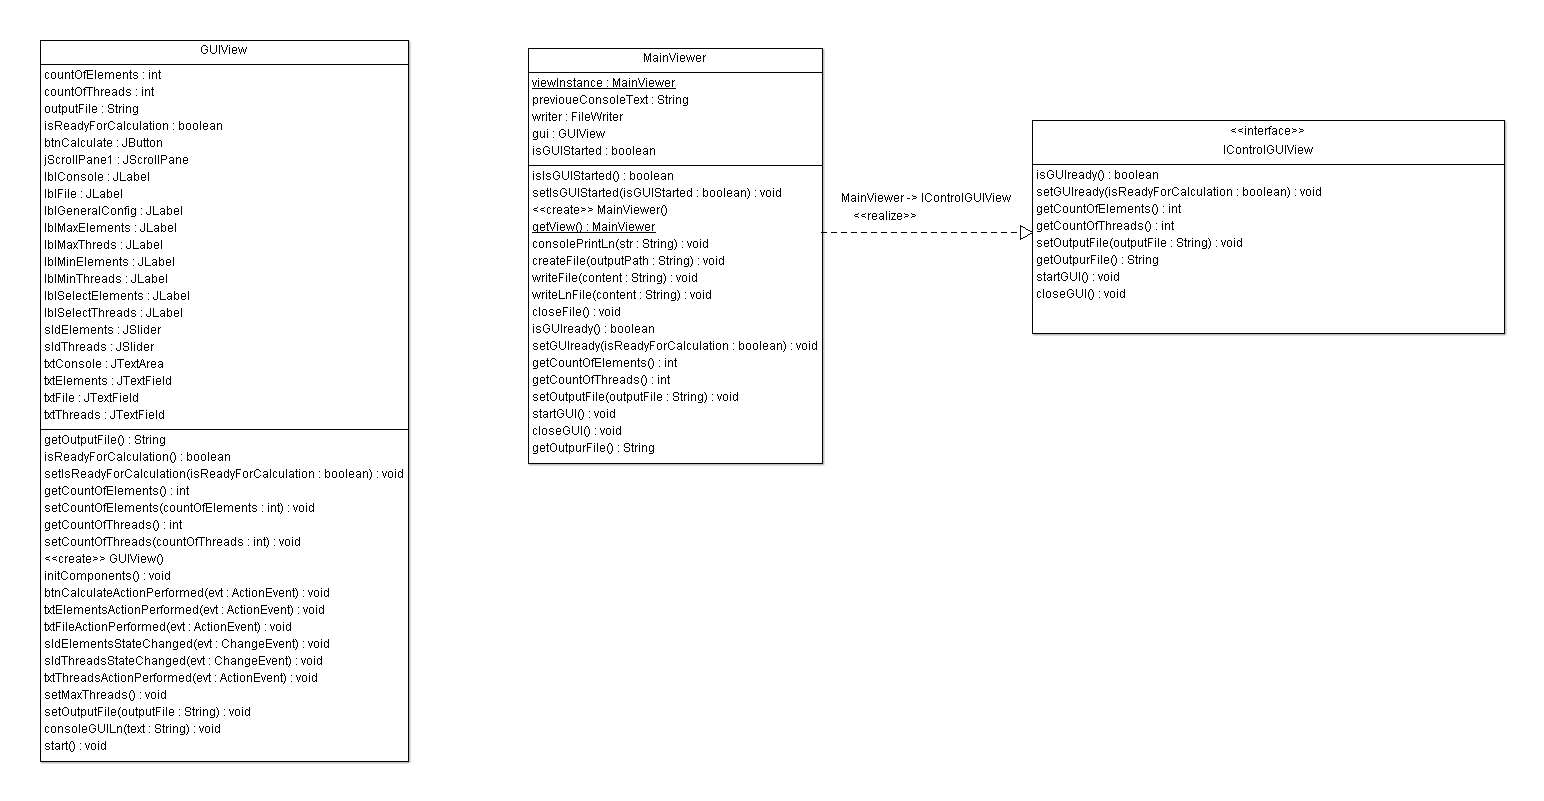 GUIView
countOfElements : int
countOfThreads : int
outputFile : String
isReadyForCalculation : boolean
btnCalculate : JButton
jScrollPane1 : JScrollPane
lblConsole : JLabel
lblFile : JLabel
lblGeneralConfig : JLabel
lblMaxElements : JLabel
lblMaxThreds : JLabel
lblMinElements : JLabel
lblMinThreads : JLabel
lblSelectElements : JLabel
lblSelectThreads : JLabel
sldElements : JSlider
sldThreads : JSlider
txtConsole : JTextArea
txtElements : JTextField
txtFile : JTextField
txtThreads : JTextField
getOutputFile() : String
isReadyForCalculation() : boolean
setIsReadyForCalculation(isReadyForCalculation : boolean) : void
getCountOfElements() : int
setCountOfElements(countOfElements : int) : void
getCountOfThreads() : int
setCountOfThreads(countOfThreads : int) : void
<<create>> GUIView()
initComponents() : void
btnCalculateActionPerformed(evt : ActionEvent) : void
txtElementsActionPerformed(evt : ActionEvent) : void
txtFileActionPerformed(evt : ActionEvent) : void
sldElementsStateChanged(evt : ChangeEvent) : void
sldThreadsStateChanged(evt : ChangeEvent) : void
txtThreadsActionPerformed(evt : ActionEvent) : void
setMaxThreads() : void
setOutputFile(outputFile : String) : void
consoleGUILn(text : String) : void
start() : void
MainViewer
viewInstance : MainViewer
previoueConsoleText : String
writer : FileWriter
gui : GUIView
isGUIStarted : boolean
isIsGUIStarted() : boolean
setIsGUIStarted(isGUIStarted : boolean) : void
<<create>> MainViewer()
getView() : MainViewer
consolePrintLn(str : String) : void
createFile(outputPath : String) : void
writeFile(content : String) : void
writeLnFile(content : String) : void
closeFile() : void
isGUIready() : boolean
setGUIready(isReadyForCalculation : boolean) : void
getCountOfElements() : int
getCountOfThreads() : int
setOutputFile(outputFile : String) : void
startGUI() : void
closeGUI() : void
getOutpurFile() : String
MainViewer -> IControlGUIView
<<realize>>
<<interface>>
IControlGUIView
isGUIready() : boolean
setGUIready(isReadyForCalculation : boolean) : void
getCountOfElements() : int
getCountOfThreads() : int
setOutputFile(outputFile : String) : void
getOutpurFile() : String
startGUI() : void
closeGUI() : void